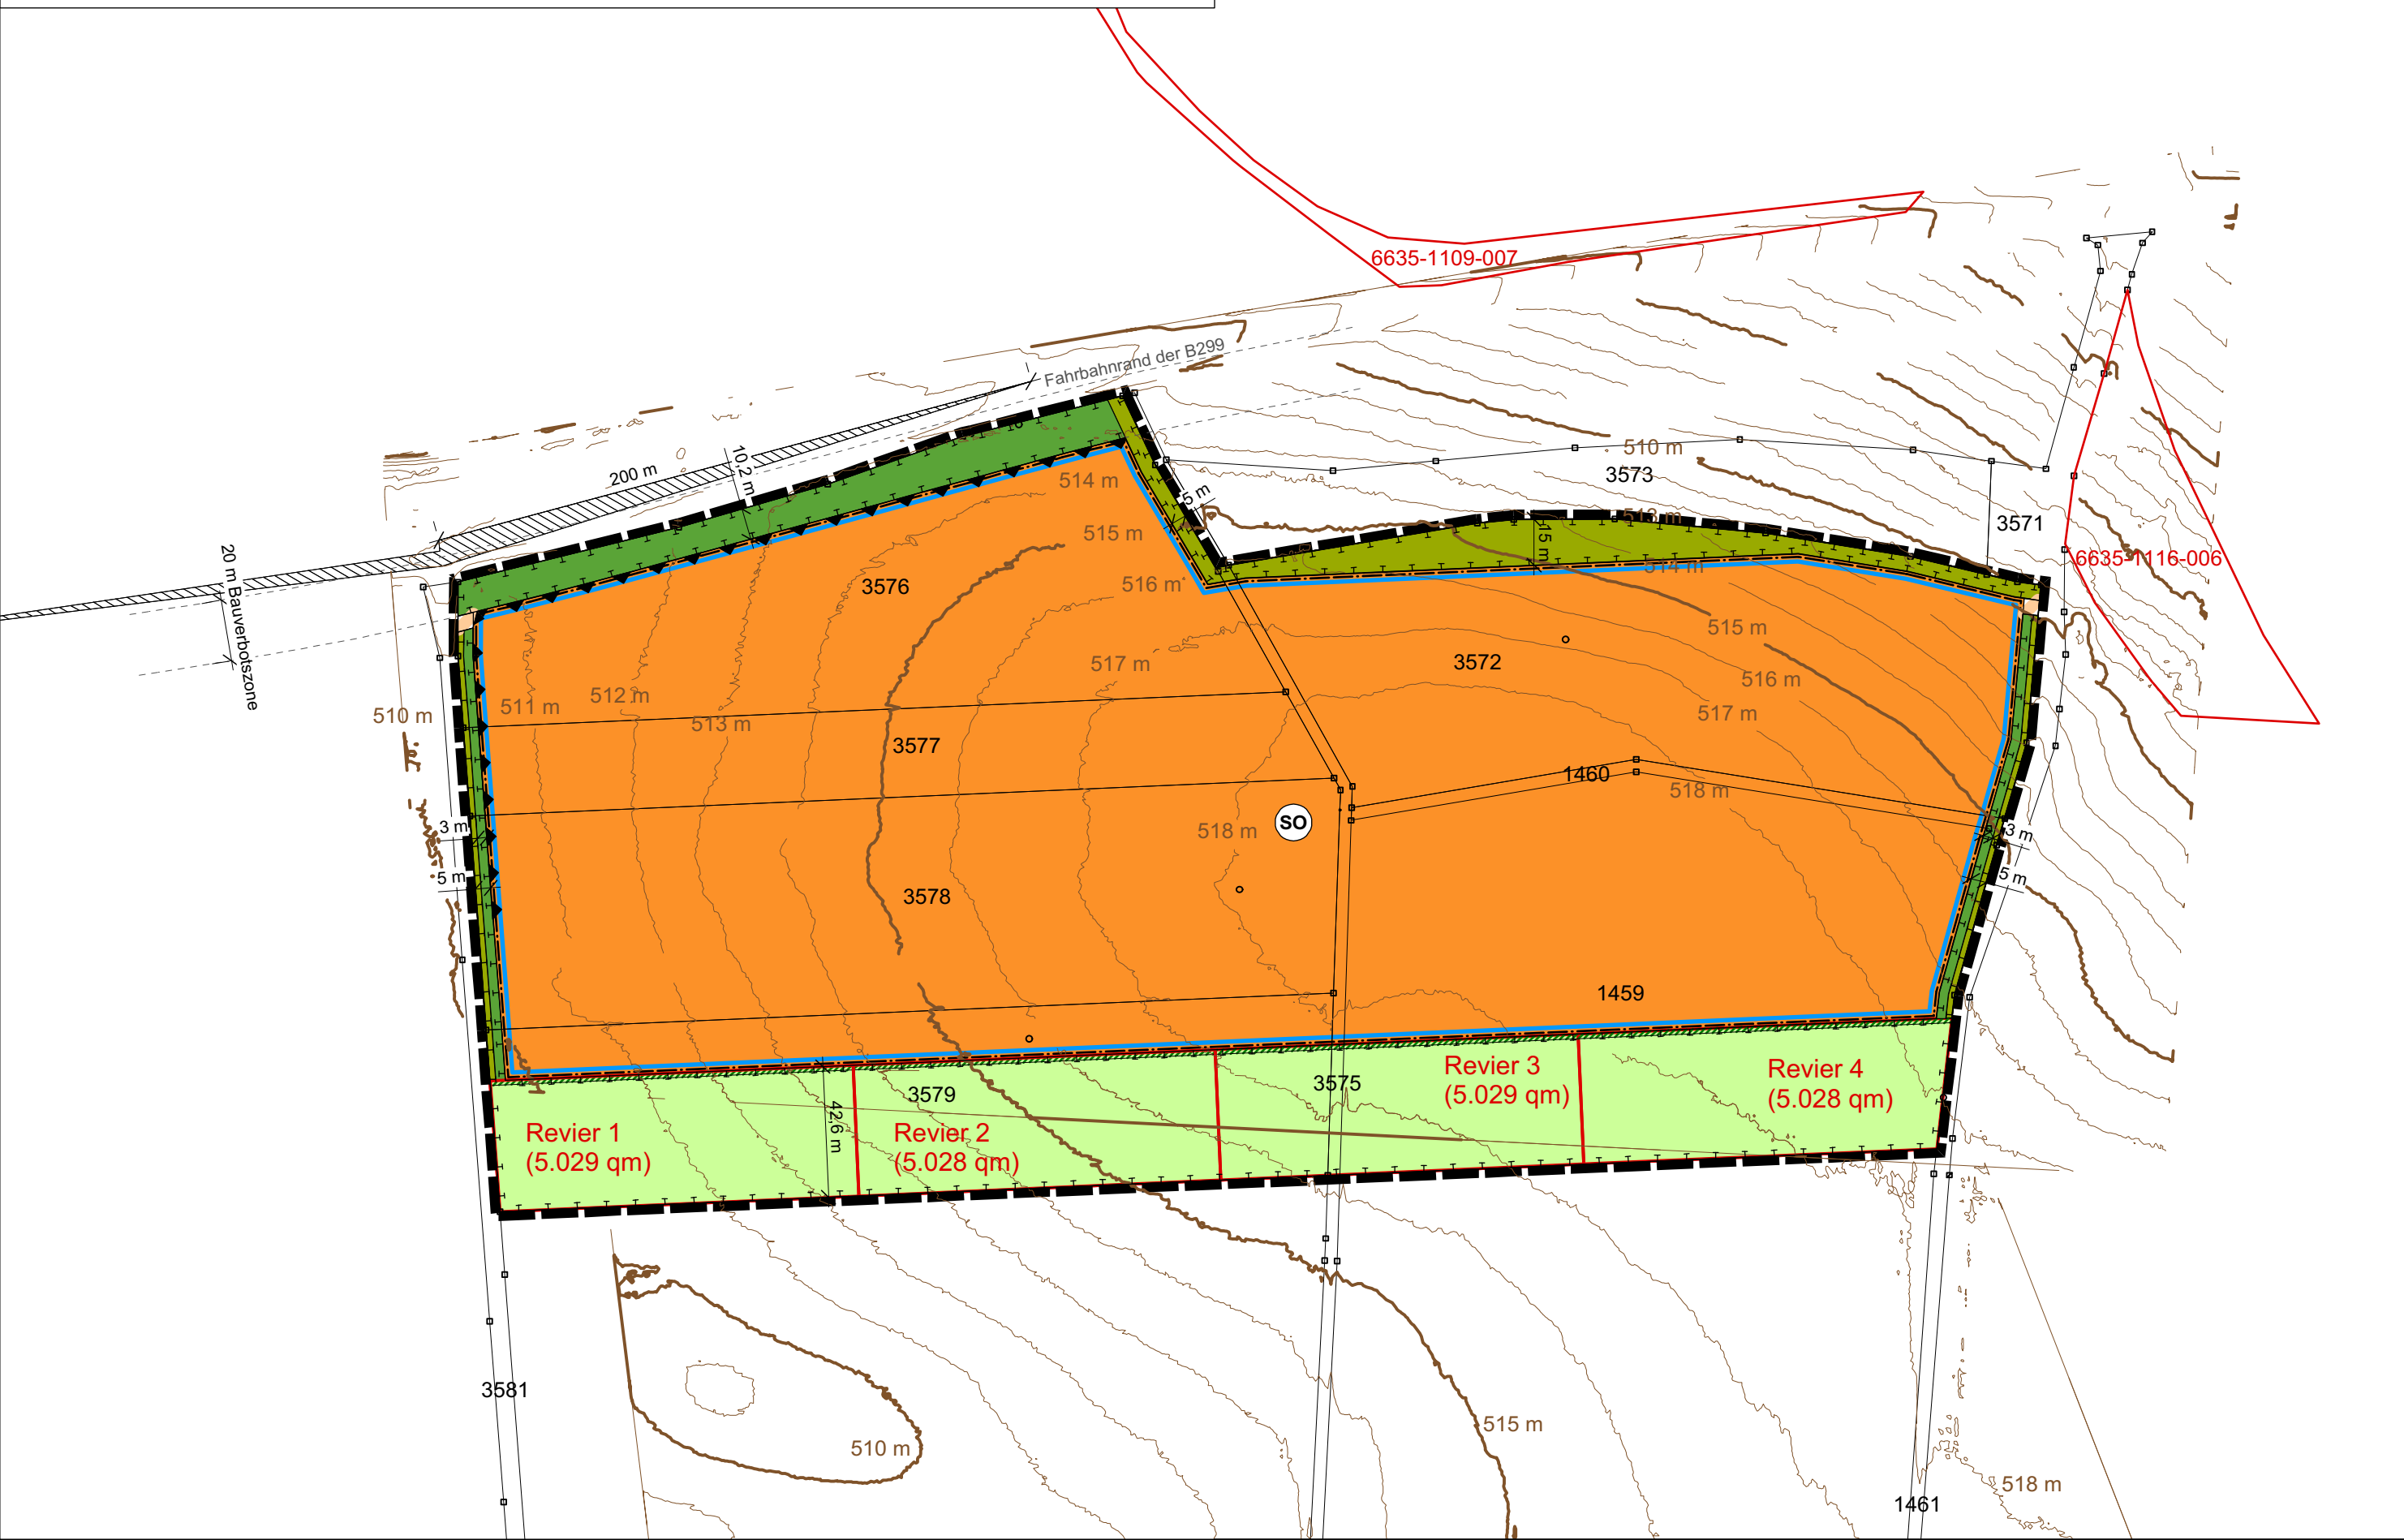 6635-1109-007
Fahrbahnrand der B299
200 m
10,2 m
20 m Bauverbotszone
510 m
3573
514 m
5 m
513 m
15 m
3571
515 m
6635-1116-006
514 m
3576
516 m
515 m
517 m
3572
516 m
510 m
511 m
512 m
513 m
517 m
3577
1460
518 m
3 m
518 m
SO
3 m
5 m
3578
5 m
1459
Revier 3
(5.029 qm)
Revier 4
(5.028 qm)
3579
3575
42,6 m
Revier 1
(5.029 qm)
Revier 2
(5.028 qm)
3581
510 m
515 m
518 m
1461